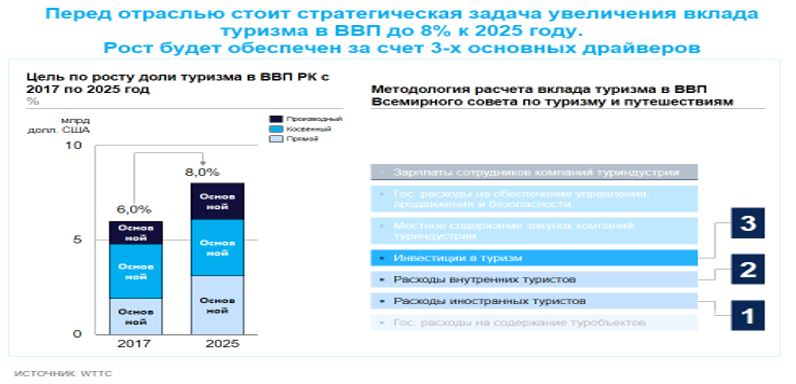 Перед отраслью стоит стратегическая задача увеличения вклада
туризма в ВВП до 8% к 2025 году.
Рост будет обеспечен за счет 3-х основных драйверов
Цель по росту доли туризма в ВВП РК с
2017 по 2025 год
%
млрд
долл. США
Производный
Косвенный
Прямой
10
5
0
6,0%
8,0%
Основ
ной
Основ
ной
Основ
ной
Основ
ной
Основ
ной
Основ
ной
2017
2025
Методология расчета вклада туризма в ВВП
Всемирного совета по туризму и путешествиям
Зарплаты сотрудников компаний туриндустрии
Гос. расходы на обеспечение управления,
продвижения и безопасности
Местное содержание закупок компаний
туриндустрии
Инвестиции в туризм
Расходы внутренних туристов
Расходы иностранных туристов
Гос. расходы на содержание туробъектов
3
2
1
ИСТОЧНИК: WTTC